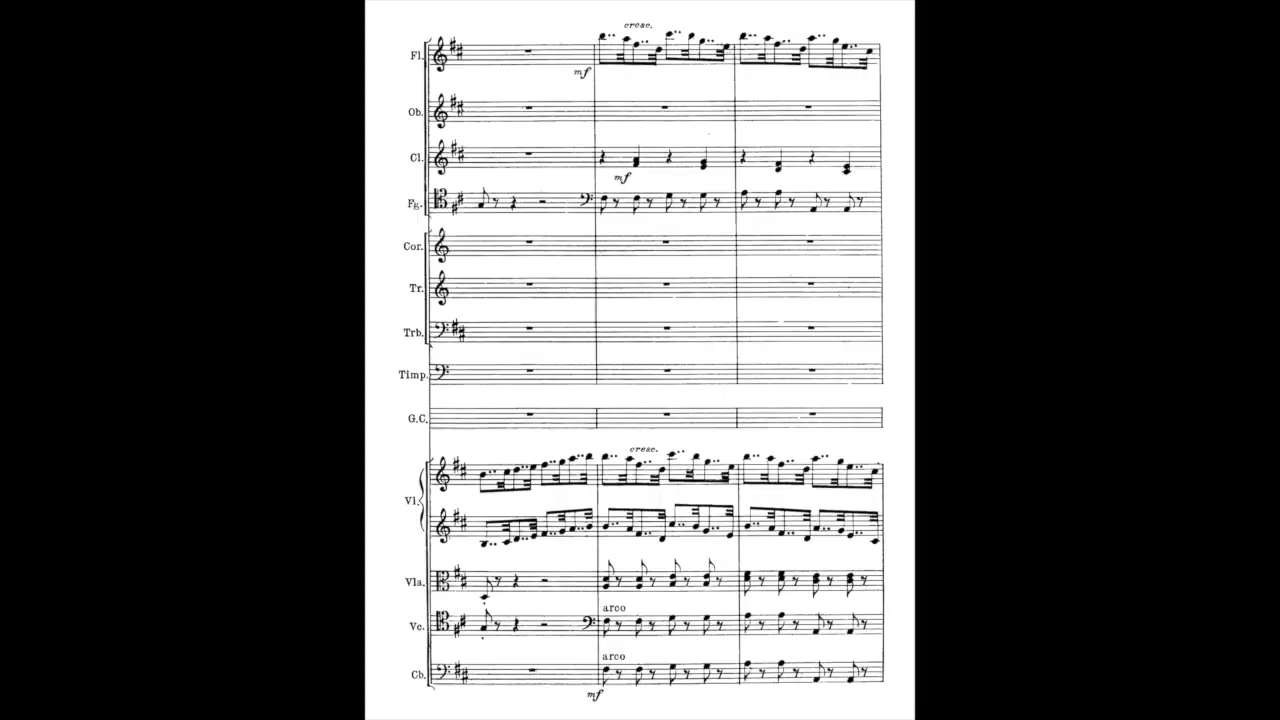 cresc.
Fl.
mf
Ob.
Cl.
mf
Fg.
Cor.
Tr.
Trb.
Timp.
G.C.
cresc.
Vl.
Vla.
arco
Vc.
arco
Cb.
mf